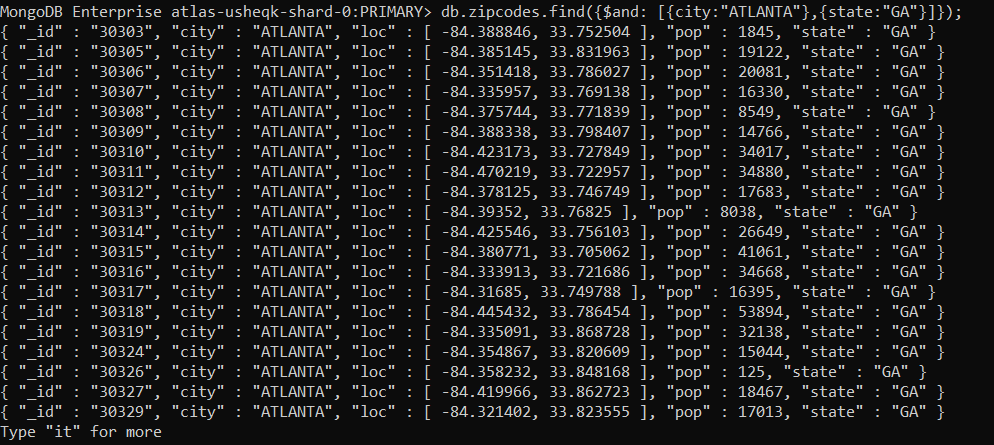 MongoDB Enterprise atlas-usheqk-shard-0:PRIMARY> db.zipcodes.find({$and: [{city:"ATLANTA"},{state:"GA"}]});
{ "_id" : "30303", "city" : "ATLANTA", "loc" : [ -84.388846, 33.752504 ], "pop" : 1845, "state" : "GA" }
{ "_id" : "30305", "city" : "ATLANTA", "loc" : [ -84.385145, 33.831963 ], "pop" : 19122, "state" : "GA" }
{ "_id" : "30306", "city" : "ATLANTA", "loc" : [ -84.351418, 33.786027 ], "pop" : 20081, "state" : "GA" }
{ "_id" : "30307", "city" : "ATLANTA", "loc" : [ -84.335957, 33.769138 ], "pop" : 16330, "state" : "GA" }
{ "_id" : "30308", "city" : "ATLANTA", "loc" : [ -84.375744, 33.771839 ], "pop" : 8549, "state" : "GA" }
{ "_id" : "30309", "city" : "ATLANTA", "loc" : [ -84.388338, 33.798407 ], "pop" : 14766, "state" : "GA" }
{ "_id" : "30310", "city" : "ATLANTA", "loc" : [ -84.423173, 33.727849 ], "pop" : 34017, "state" : "GA" }
{ "_id" : "30311", "city" : "ATLANTA", "loc" : [ -84.470219, 33.722957 ], "pop" : 34880, "state" : "GA" }
{ "_id" : "30312", "city" : "ATLANTA", "loc" : [ -84.378125, 33.746749 ], "pop" : 17683, "state" : "GA" }
{ "_id" : "30313", "city" : "ATLANTA", "loc" : [ -84.39352, 33.76825 ], "pop" : 8038, "state" : "GA" }
{ "_id" : "30314", "city" : "ATLANTA", "loc" : [ -84.425546, 33.756103 ], "pop" : 26649, "state" : "GA" }
{ "_id" : "30315", "city" : "ATLANTA", "loc" : [ -84.380771, 33.705062 ], "pop" : 41061, "state" : "GA" }
{ "_id" : "30316", "city" : "ATLANTA", "loc" : [ -84.333913, 33.721686 ], "pop" : 34668, "state" : "GA" }
{ "_id" : "30317", "city" : "ATLANTA", "loc" : [ -84.31685, 33.749788 ], "pop" : 16395, "state" : "GA" }
{ "_id" : "30318", "city" : "ATLANTA", "loc" : [ -84.445432, 33.786454 ], "pop" : 53894, "state" : "GA" }
{ "_id" : "30319", "city" : "ATLANTA", "loc" : [ -84.335091, 33.868728 ], "pop" : 32138, "state" : "GA" }
{ "_id" : "30324", "city" : "ATLANTA", "loc" : [ -84.354867, 33.820609 ], "pop" : 15044, "state" : "GA" }
{ "_id" : "30326", "city" : "ATLANTA", "loc" : [ -84.358232, 33.848168 ], "pop" : 125, "state" : "GA" }
{ "_id" : "30327", "city" : "ATLANTA", "loc" : [ -84.419966, 33.862723 ], "pop" : 18467, "state" : "GA" }
{ "_id" : "30329", "city" : "ATLANTA", "loc" : [ -84.321402, 33.823555 ], "pop" : 17013, "state" : "GA" }
Type "it" for more